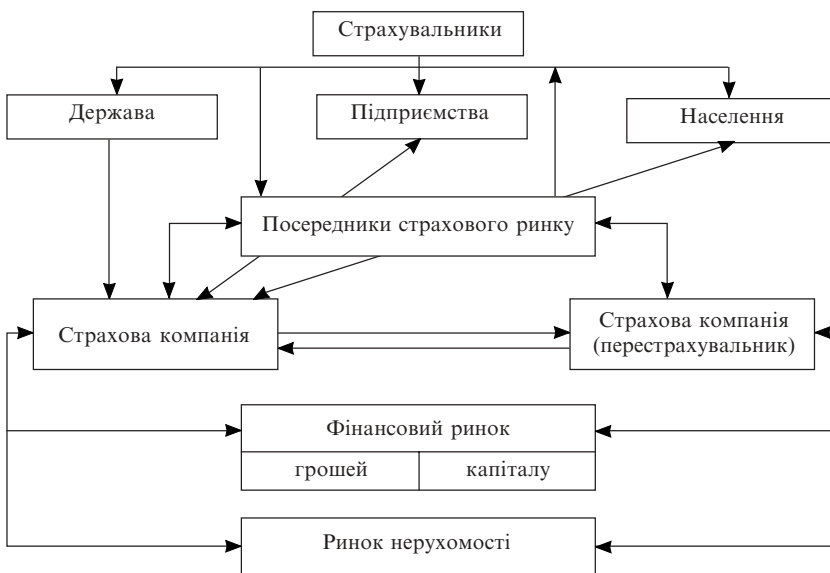 Страхувальники
Держава
Підприємства
Населення
Посередники страхового ринку
Страхова компанія
Страхова компанія
(перестрахувальник)
Фінансовий ринок
грошей
капіталу
Ринок нерухомості